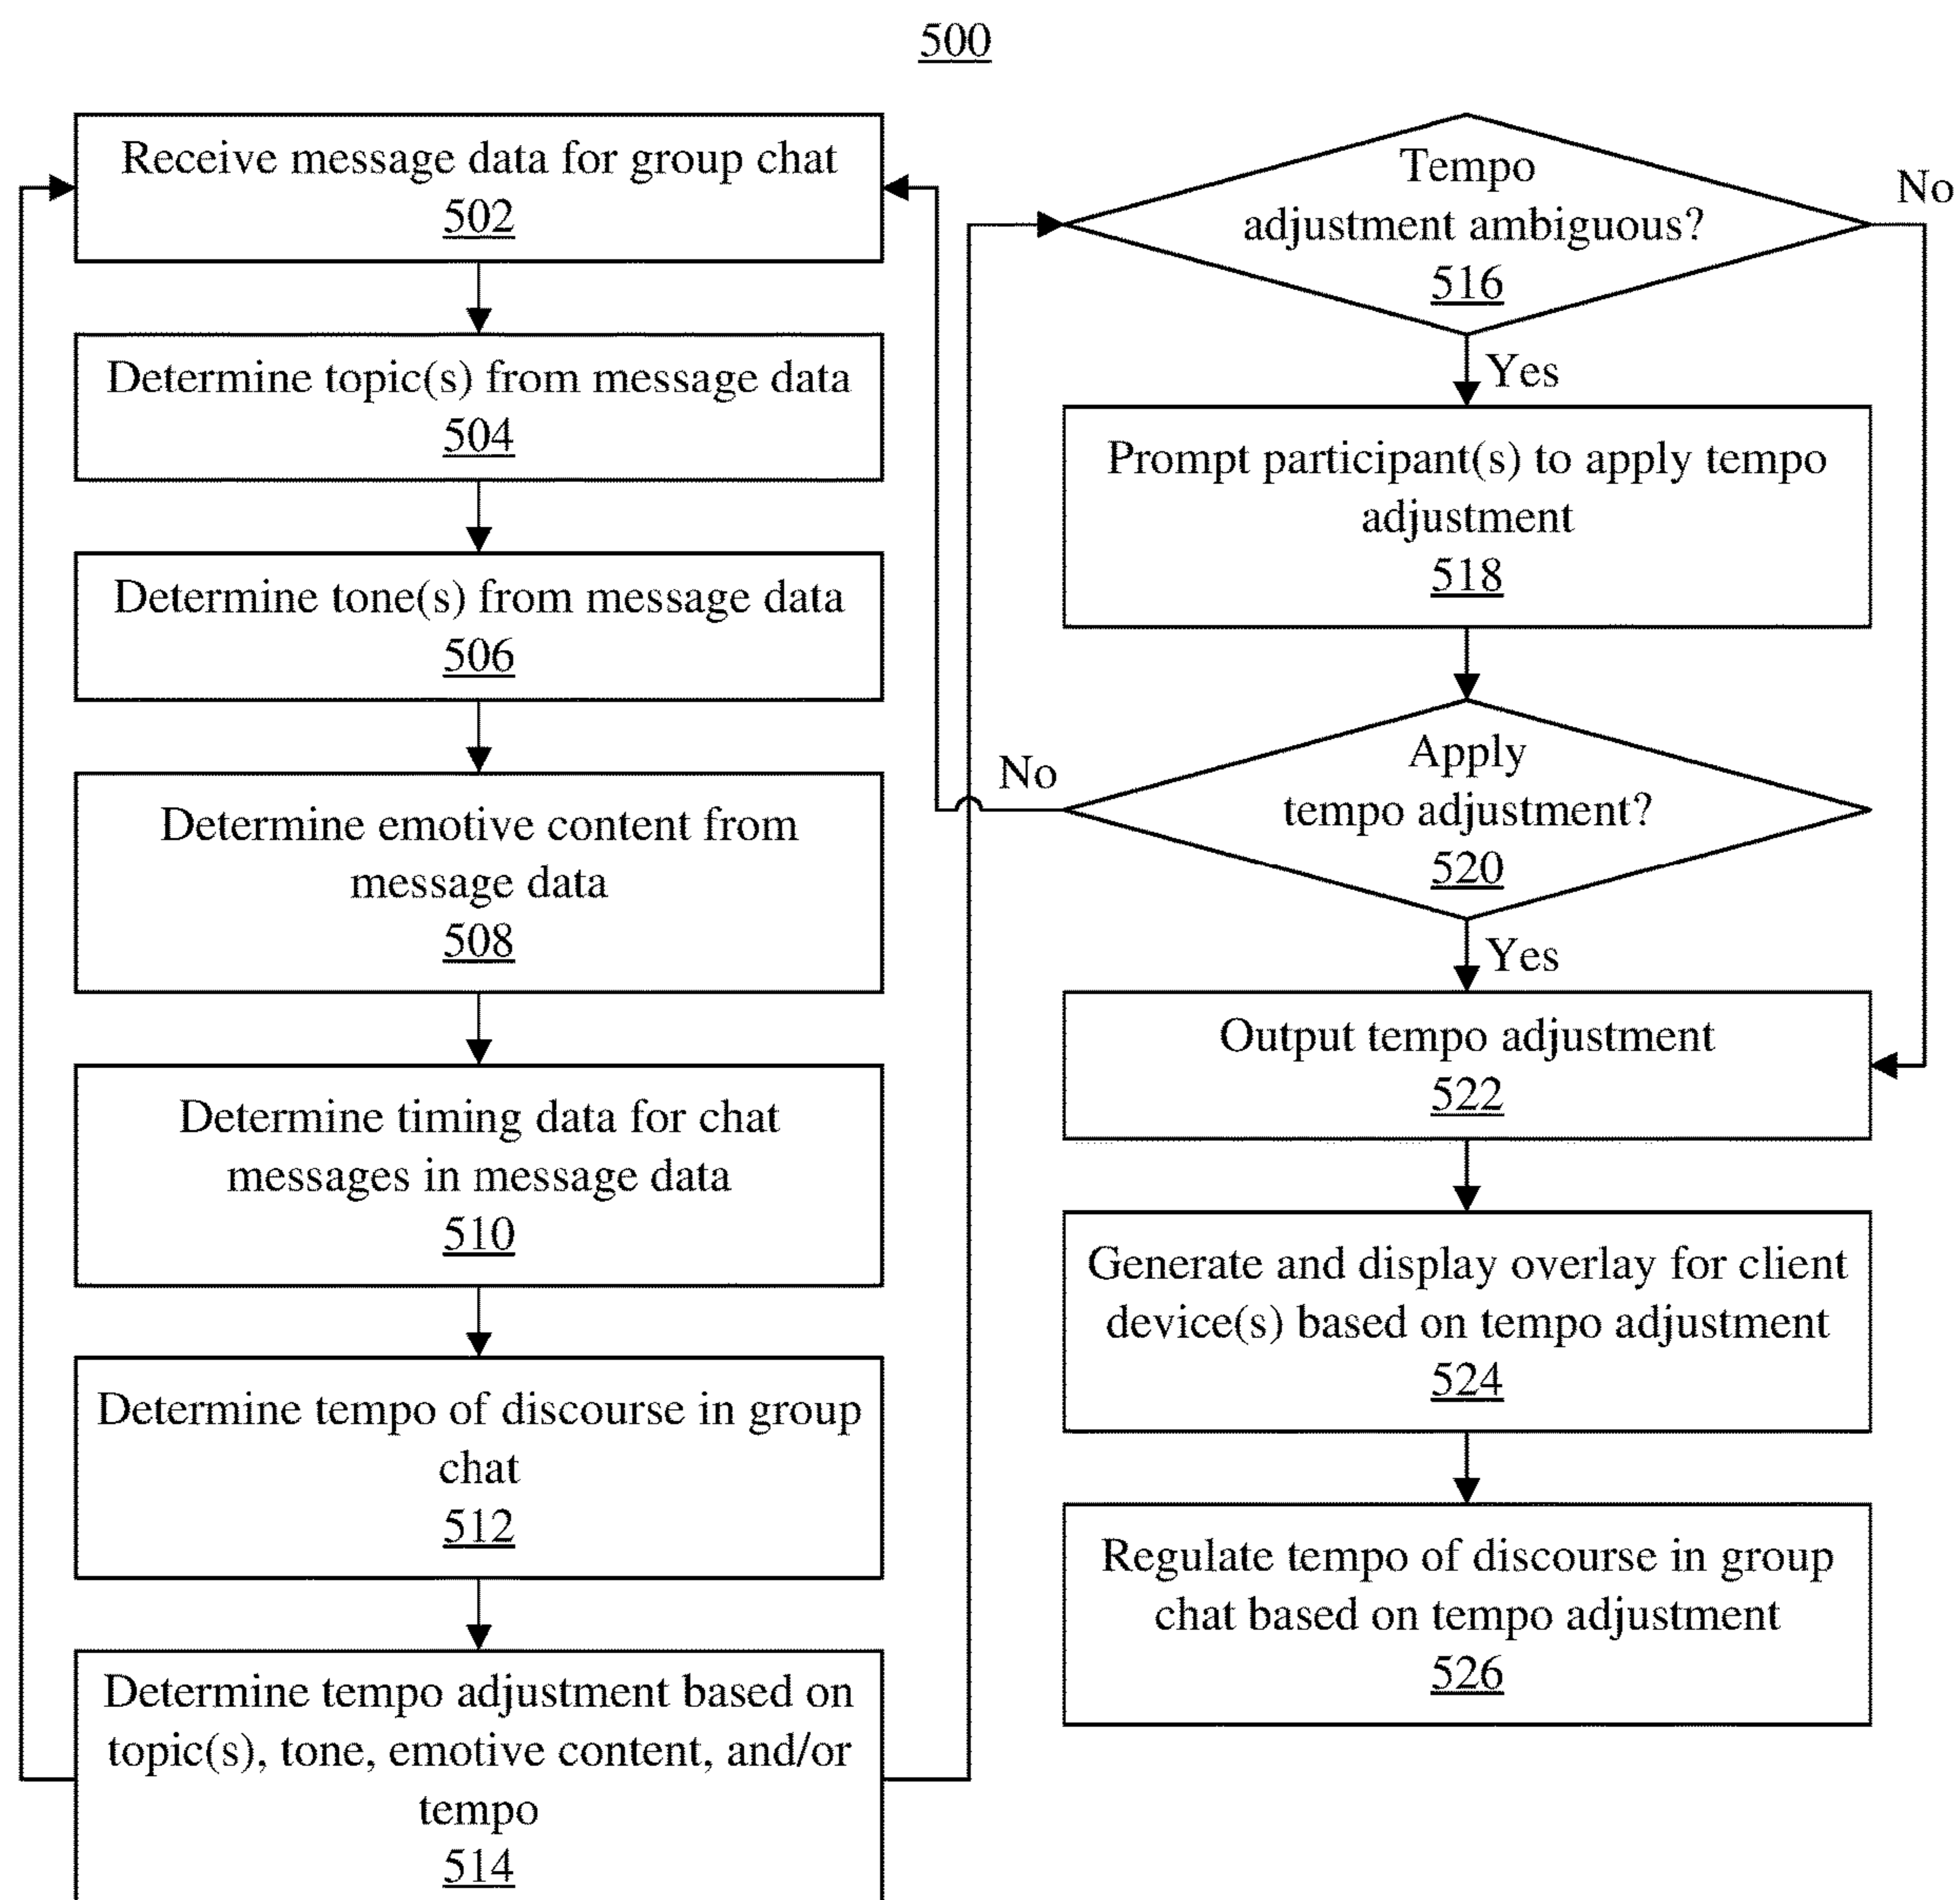 500
Receive message data for group chat
502
Determine topic(s) from message data
504
Determine tone(s) from message data
506
Determine emotive content from
message data
508
Determine timing data for chat
messages in message data
510
Determine tempo of discourse in group
chat
512
Determine tempo adjustment based on
topic(s), tone, emotive content, and/or
tempo
514
Tempo
adjustment ambiguous?
516
No
Yes
Prompt participant(s) to apply tempo
adjustment
518
Apply
tempo adjustment?
520
No
Yes
Output tempo adjustment
522
Generate and display overlay for client
device(s) based on tempo adjustment
524
Regulate tempo of discourse in group
chat based on tempo adjustment
526